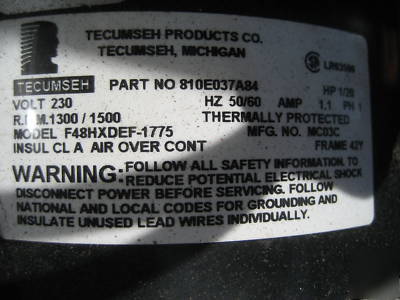 TECUMSEH PRODUCTS CO.
TECUMSEH, MICHIGAN
TECUMSEH
PART NO 810E037A84
HP 1/20
VOLT 230 HZ 50/60 AMP 1.1 PH 1
R.P.M. 1300 / 1500 THERMALLY PROTECTED
MODEL F48HXDEF-1775 MFG. NO. MC03C
INSUL CL A AIR OVER CONT FRAME 42Y
WARNING: FOLLOW ALL SAFETY INFORMATION. TO
REDUCE POTENTIAL ELECTRICAL SHOCK
DISCONNECT POWER BEFORE SERVICING. FOLLOW
NATIONAL AND LOCAL CODES FOR GROUNDING AND
INSULATE UNUSED LEAD WIRES INDIVIDUALLY.